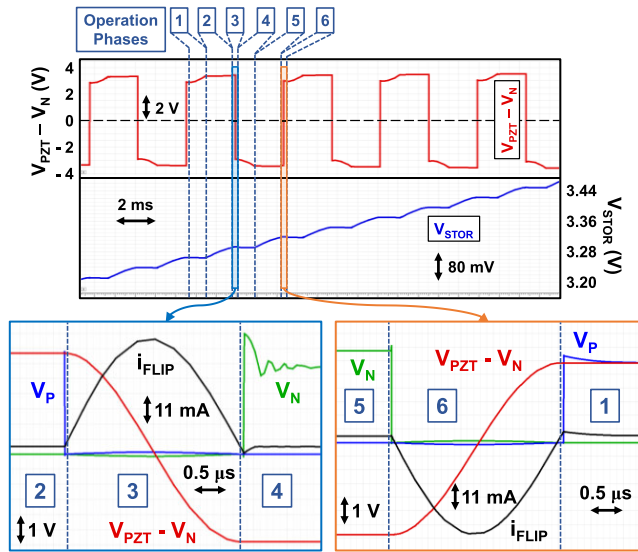 Operation Phases
1 2 3 4 5 6
V_PZT – V_N (V)
4
2
0
- 2
- 4
2 V
V_PZT – V_N
2 ms
V_STOR
80 mV
3.44
3.36
3.28
3.20
V_STOR (V)
V_P
i_FLIP
11 mA
V_N
0.5 µs
2 3 4
1 V
V_PZT - V_N
V_PZT - V_N
V_P
V_N
5 6 1
11 mA
0.5 µs
1 V
i_FLIP